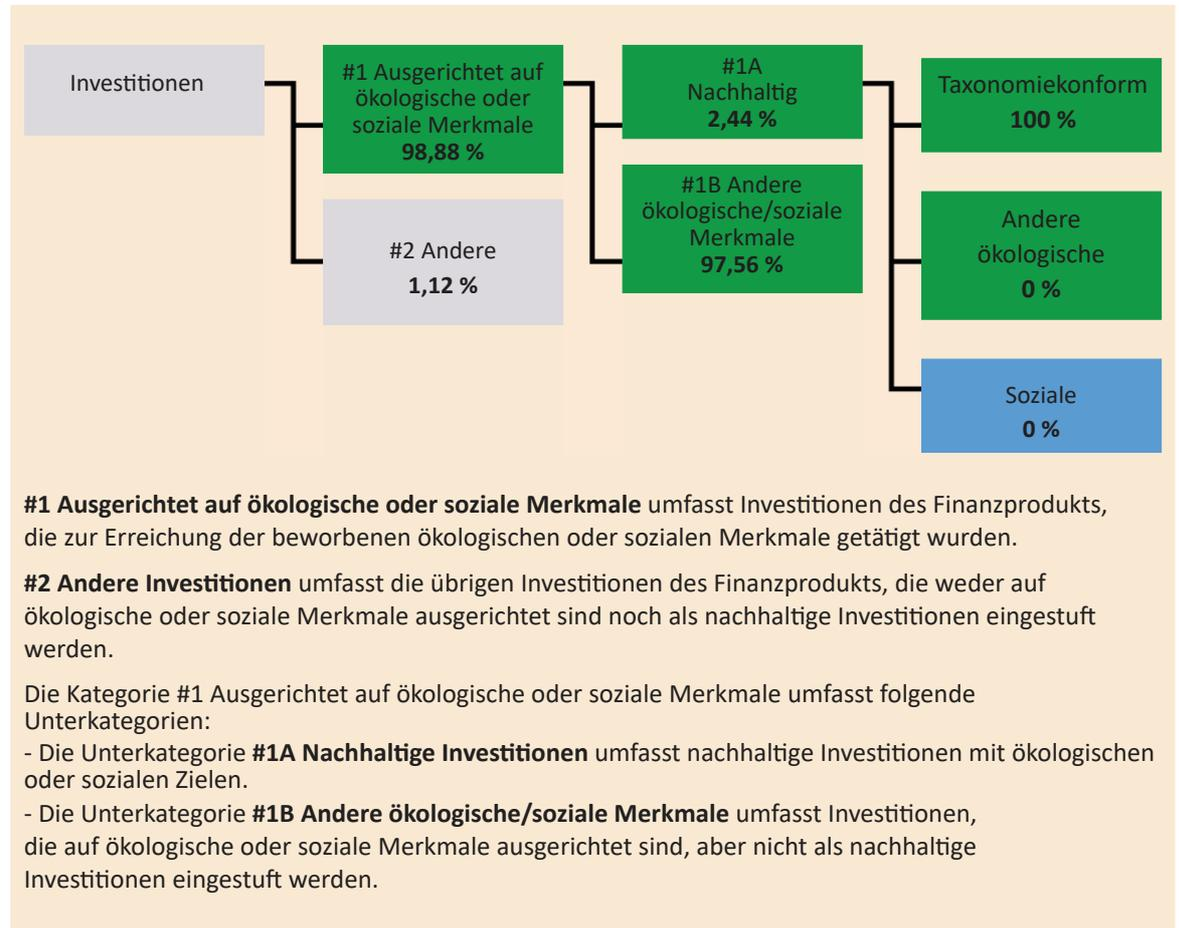 Investitionen
#1 Ausgerichtet auf
ökologische oder
soziale Merkmale
98,88 %
#2 Andere
1,12 %
#1A
Nachhaltig
2,44 %
#1B Andere
ökologische/soziale
Merkmale
97,56 %
Taxonomiekonform
100 %
Andere
ökologische
0 %
Soziale
0 %
#1 Ausgerichtet auf ökologische oder soziale Merkmale umfasst Investitionen des Finanzprodukts,
die zur Erreichung der beworbenen ökologischen oder sozialen Merkmale getätigt wurden.
#2 Andere Investitionen umfasst die übrigen Investitionen des Finanzprodukts, die weder auf
ökologische oder soziale Merkmale ausgerichtet sind noch als nachhaltige Investitionen eingestuft
werden.
Die Kategorie #1 Ausgerichtet auf ökologische oder soziale Merkmale umfasst folgende
Unterkategorien:
- Die Unterkategorie #1A Nachhaltige Investitionen umfasst nachhaltige Investitionen mit ökologischen
oder sozialen Zielen.
- Die Unterkategorie #1B Andere ökologische/soziale Merkmale umfasst Investitionen,
die auf ökologische oder soziale Merkmale ausgerichtet sind, aber nicht als nachhaltige
Investitionen eingestuft werden.